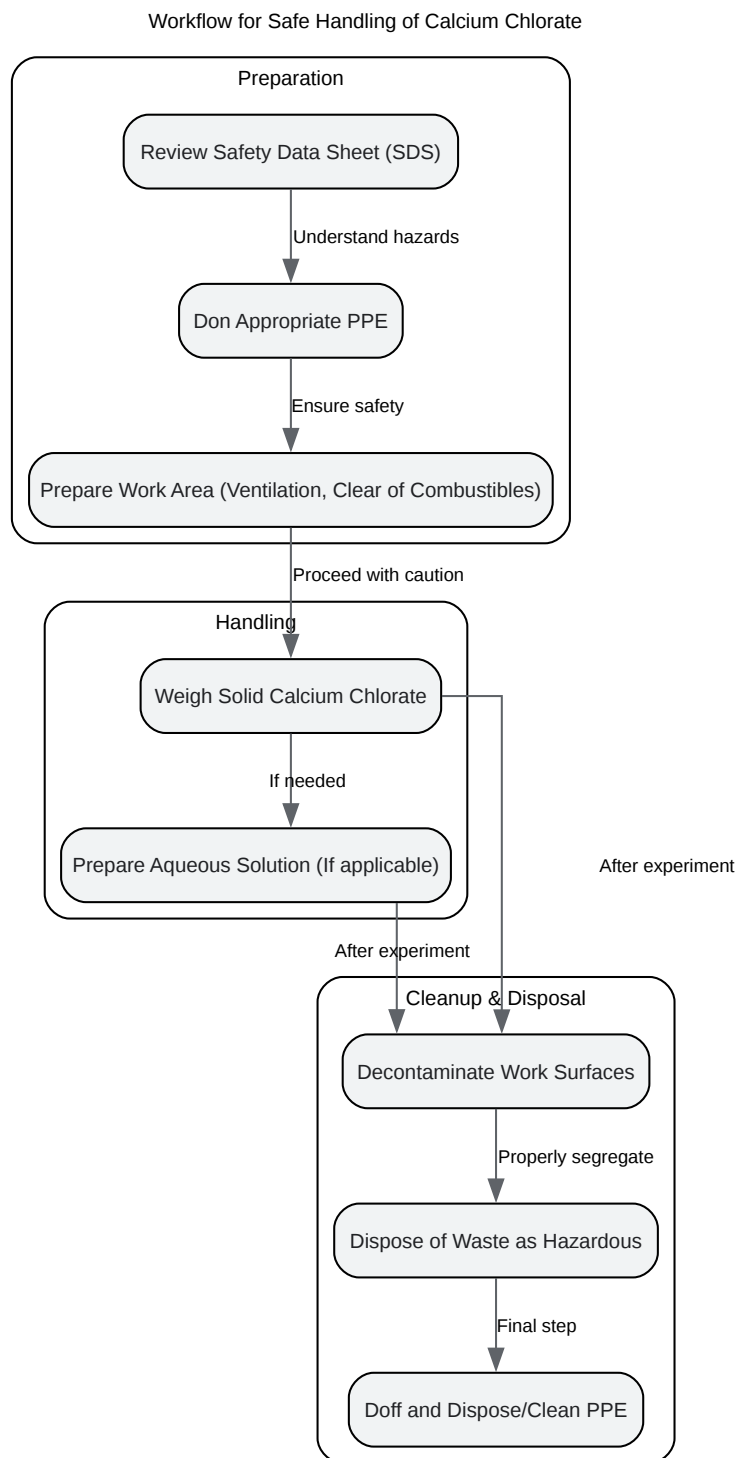 Workflow for Safe Handling of Calcium Chlorate
Preparation
Review Safety Data Sheet (SDS)
Understand hazards
Don Appropriate PPE
Ensure safety
Prepare Work Area (Ventilation, Clear of Combustibles)
Proceed with caution
Handling
Weigh Solid Calcium Chlorate
If needed
Prepare Aqueous Solution (If applicable)
After experiment
After experiment
Cleanup & Disposal
Decontaminate Work Surfaces
Properly segregate
Dispose of Waste as Hazardous
Final step
Doff and Dispose/Clean PPE